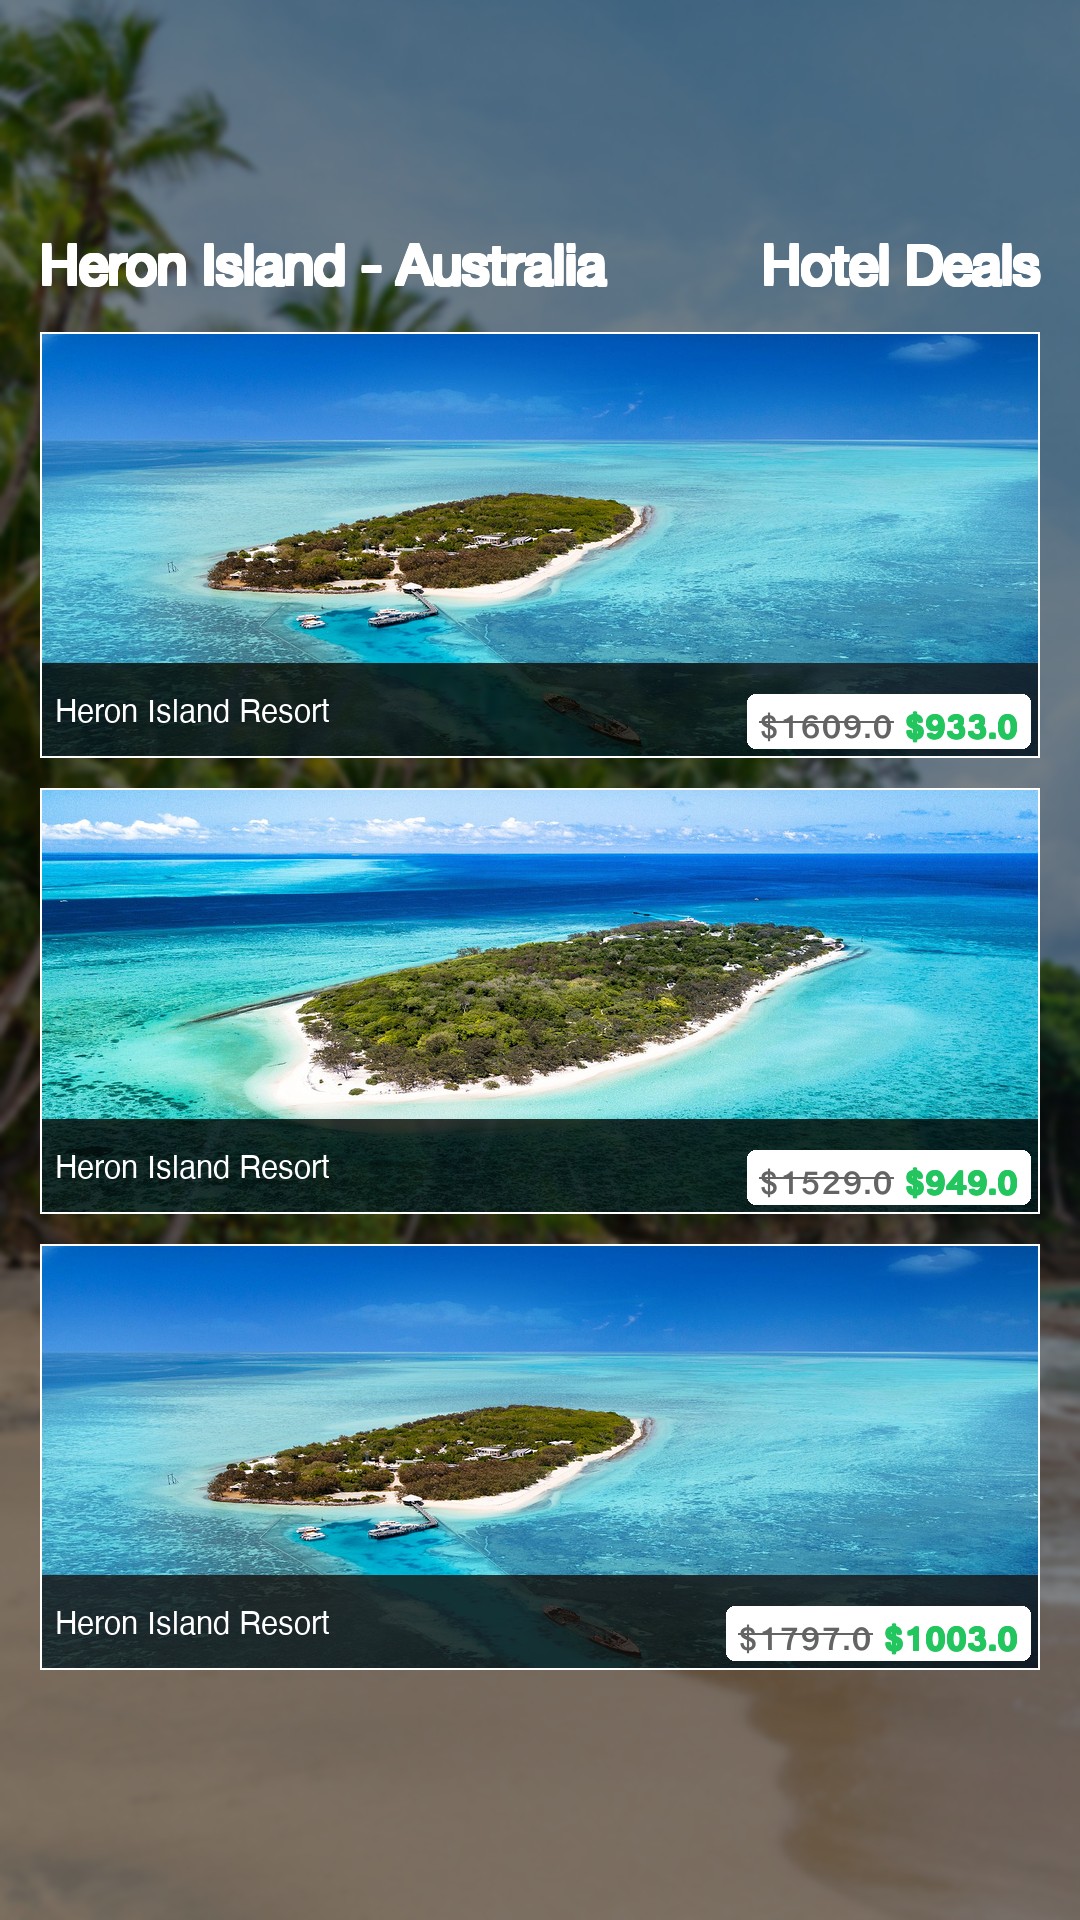 Heron Island - Australia Hotel Deals
Heron Island Resort $1609.0 $933.0
Heron Island Resort $1529.0 $949.0
Heron Island Resort $1797.0 $1003.0